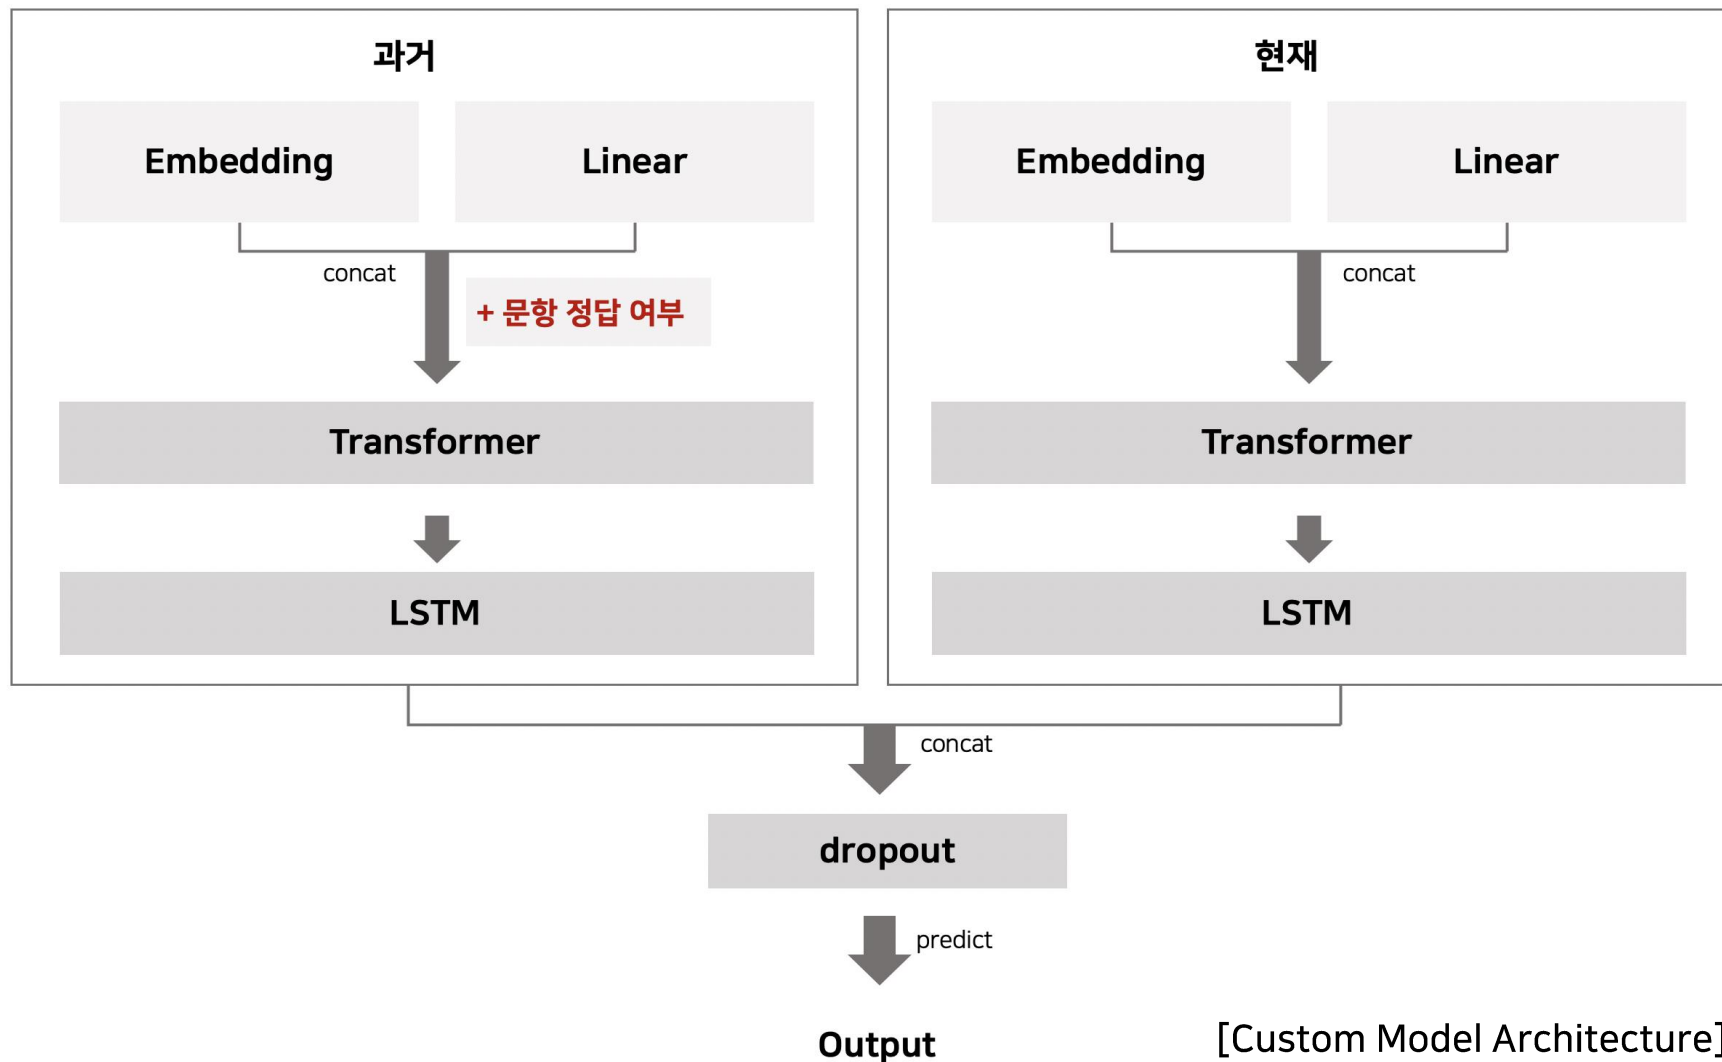 과거
Embedding
Linear
concat
+ 문항 정답 여부
Transformer
LSTM
현재
Embedding
Linear
concat
Transformer
LSTM
concat
dropout
predict
Output
[Custom Model Architecture]